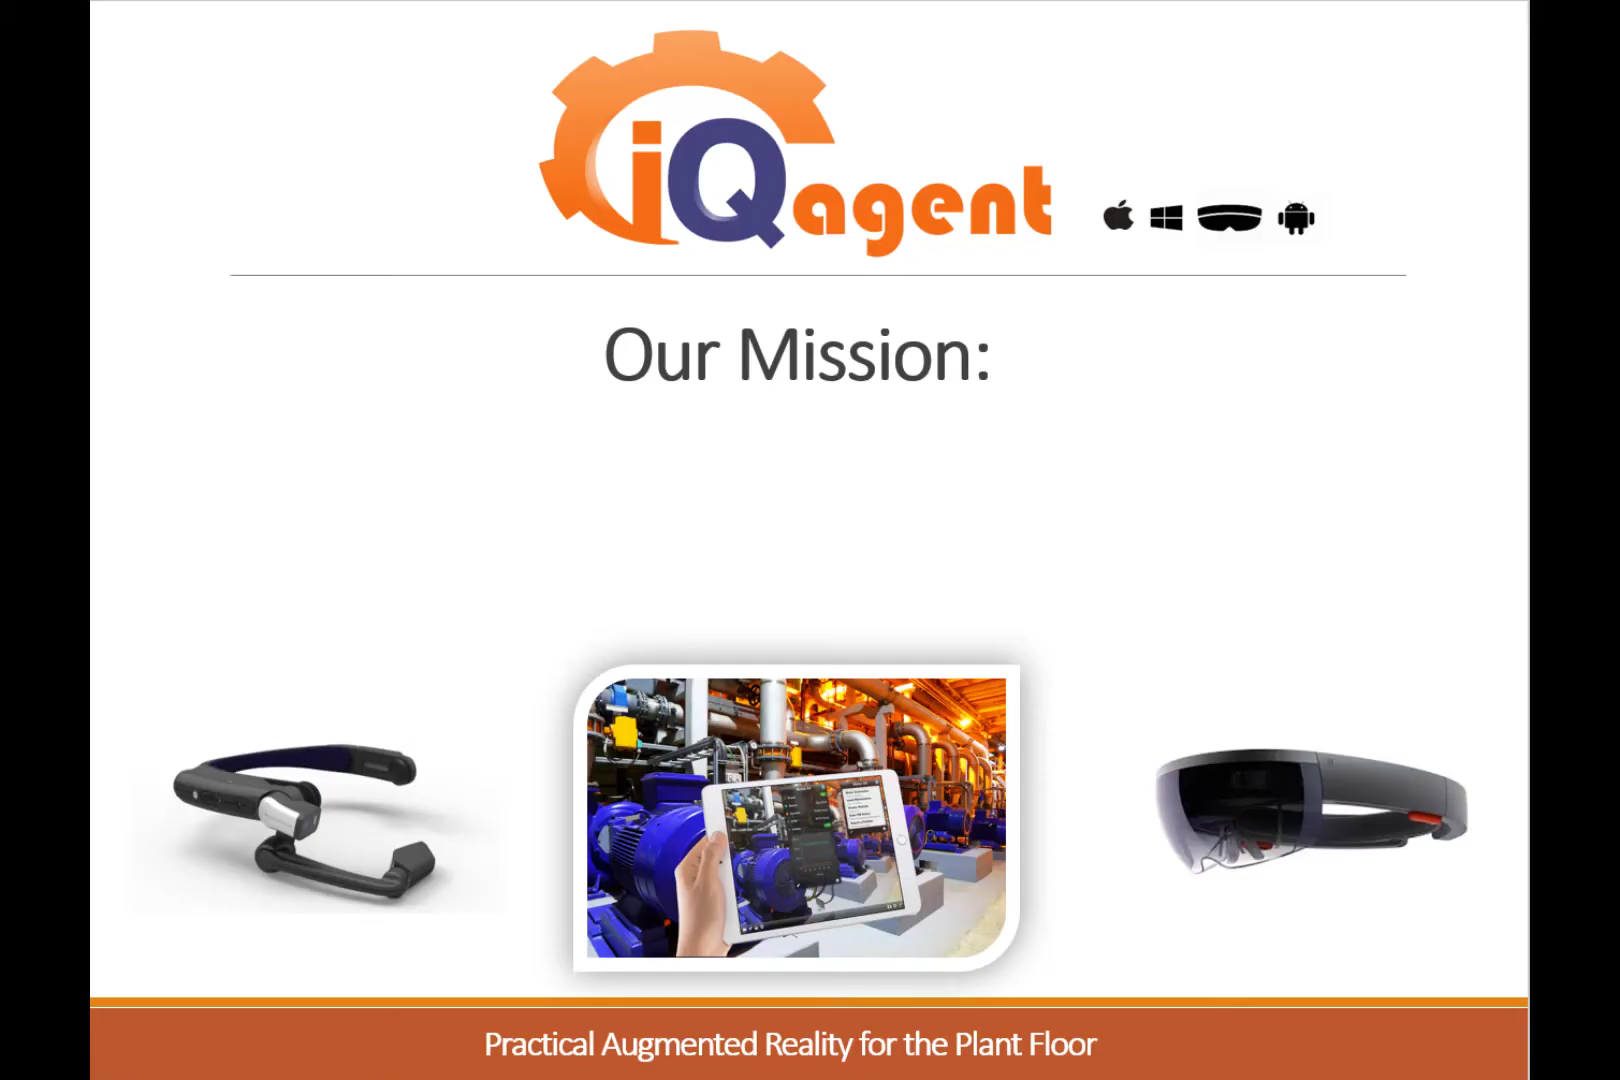 iQagent
Our Mission:
Practical Augmented Reality for the Plant Floor